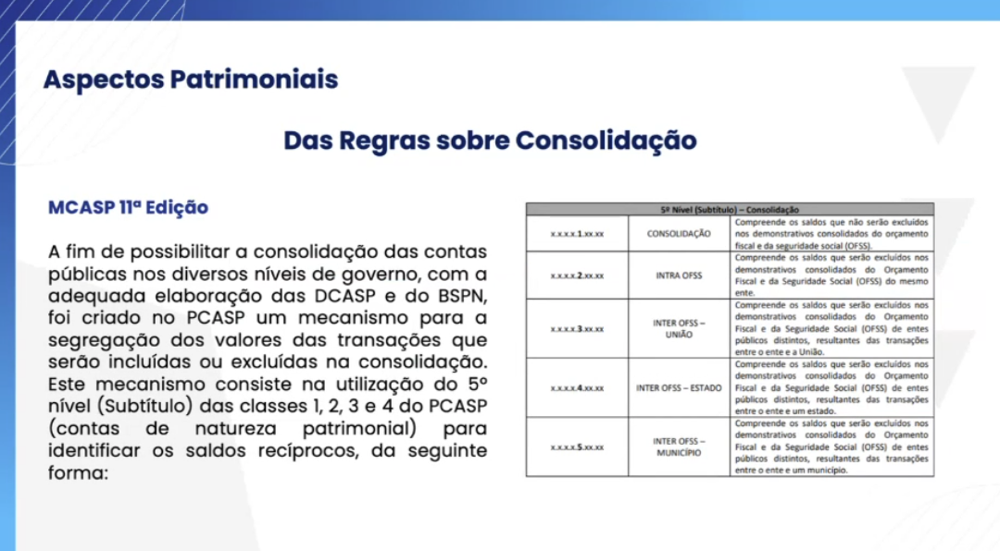 Aspectos Patrimoniais
Das Regras sobre Consolidação
MCASP 11ª Edição
A fim de possibilitar a consolidação das contas
públicas nos diversos níveis de governo, com a
adequada elaboração das DCASP e do BSPN,
foi criado no PCASP um mecanismo para a
segregação dos valores das transações que
serão incluídas ou excluídas na consolidação.
Este mecanismo consiste na utilização do 5º
nível (Subtítulo) das classes 1, 2, 3 e 4 do PCASP
(contas de natureza patrimonial) para
identificar os saldos recíprocos, da seguinte
forma:
5º Nível (Subtítulo) – Consolidação
x.x.x.x.1.xx.xx
CONSOLIDAÇÃO
Compreende os saldos que não serão excluídos
nos demonstrativos consolidados do orçamento
fiscal e da seguridade social (OFSS).
x.x.x.x.2.xx.xx
INTRA OFSS
Compreende os saldos que serão excluídos nos
demonstrativos consolidados do Orçamento
Fiscal e da Seguridade Social (OFSS) do mesmo
ente.
x.x.x.x.3.xx.xx
INTER OFSS –
UNIÃO
Compreende os saldos que serão excluídos nos
demonstrativos consolidados do Orçamento
Fiscal e da Seguridade Social (OFSS) de entes
públicos distintos, resultantes das transações
entre o ente e a União.
x.x.x.x.4.xx.xx
INTER OFSS – ESTADO
Compreende os saldos que serão excluídos nos
demonstrativos consolidados do Orçamento
Fiscal e da Seguridade Social (OFSS) de entes
públicos distintos, resultantes das transações
entre o ente e um estado.
x.x.x.x.5.xx.xx
INTER OFSS –
MUNICÍPIO
Compreende os saldos que serão excluídos nos
demonstrativos consolidados do Orçamento
Fiscal e da Seguridade Social (OFSS) de entes
públicos distintos, resultantes das transações
entre o ente e um município.